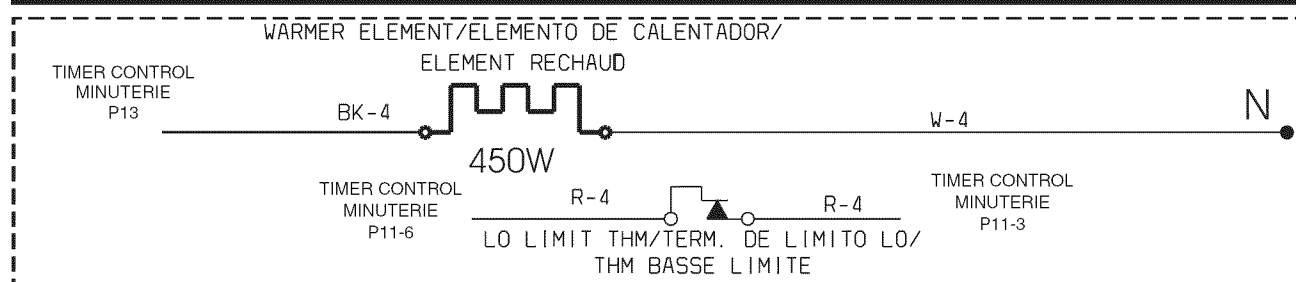 WARMER ELEMENT/ELEMENTO DE CALENTADOR/
ELEMENT RECHAUD
TIMER CONTROL
MINUTERIE
P13
BK-4
W-4
N
450W
TIMER CONTROL
MINUTERIE
P11-6
R-4
R-4
TIMER CONTROL
MINUTERIE
P11-3
LO LIMIT THM/TERM. DE LIMITO LO/
THM BASSE LIMITE